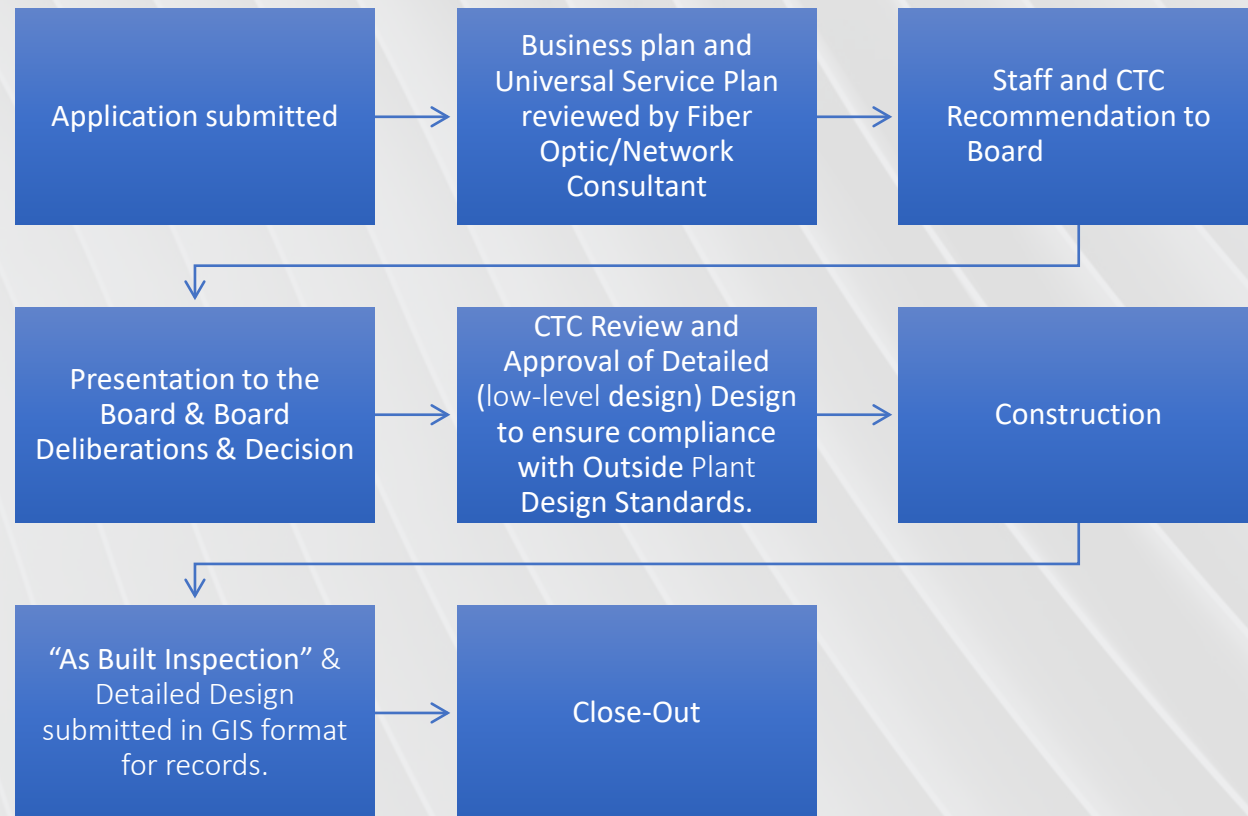 Application submitted
Business plan and
Universal Service Plan
reviewed by Fiber
Optic/Network
Consultant
Staff and CTC
Recommendation to
Board
Presentation to the
Board & Board
Deliberations & Decision
CTC Review and
Approval of Detailed
(low-level design) Design
to ensure compliance
with Outside Plant
Design Standards.
Construction
“As Built Inspection” &
Detailed Design
submitted in GIS format
for records.
Close-Out